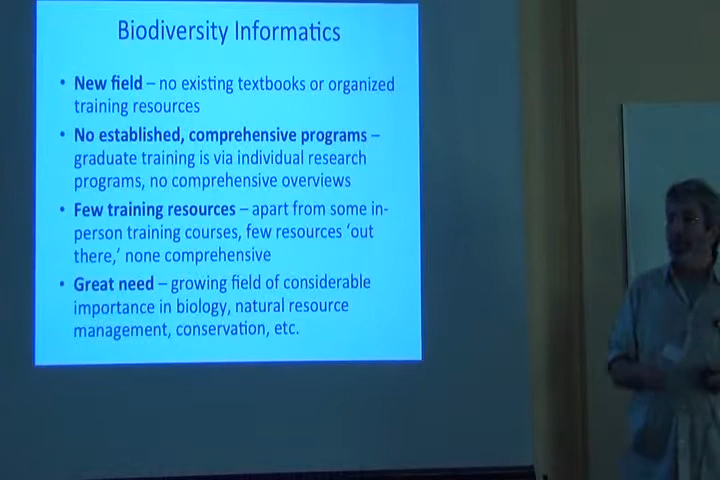 Biodiversity Informatics
• New field – no existing textbooks or organized
training resources
• No established, comprehensive programs –
graduate training is via individual research
programs, no comprehensive overviews
• Few training resources – apart from some in-
person training courses, few resources ‘out
there,’ none comprehensive
• Great need – growing field of considerable
importance in biology, natural resource
management, conservation, etc.